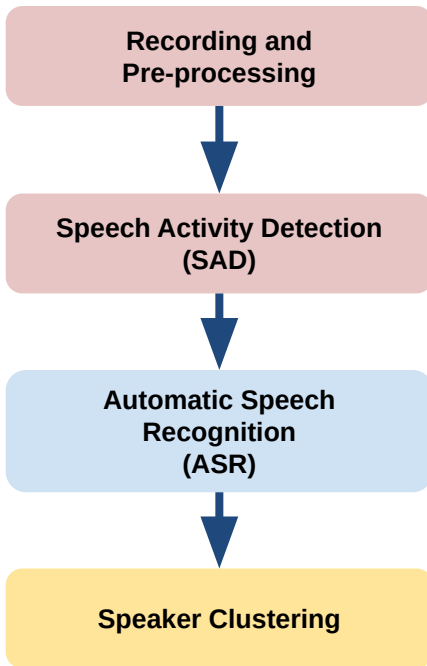 Recording and
Pre-processing
Speech Activity Detection
(SAD)
Automatic Speech
Recognition
(ASR)
Speaker Clustering